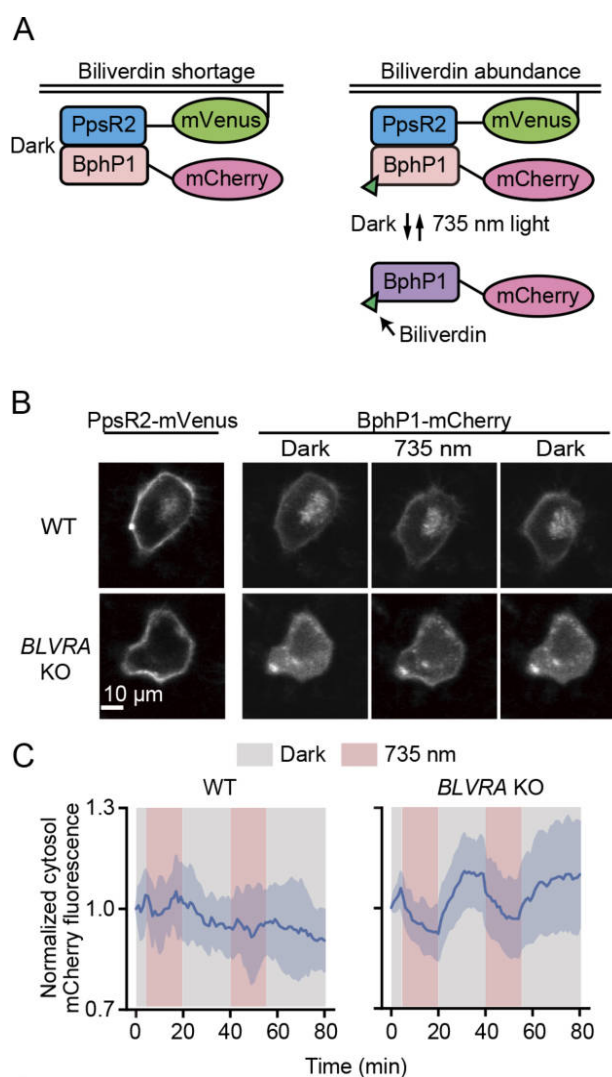 A
Biliverdin shortage
Biliverdin abundance
PpsR2
mVenus
Dark
BphP1
mCherry
PpsR2
mVenus
BphP1
mCherry
Dark
735 nm light
BphP1
mCherry
Biliverdin
B
PpsR2-mVenus
BphP1-mCherry
Dark
735 nm
Dark
WT
BLVRA
KO
10 µm
C
Dark
735 nm
WT
BLVRA KO
Normalized cytosol
mCherry fluorescence
1.3
1.0
0.7
0 20 40 60 80
0 20 40 60 80
Time (min)